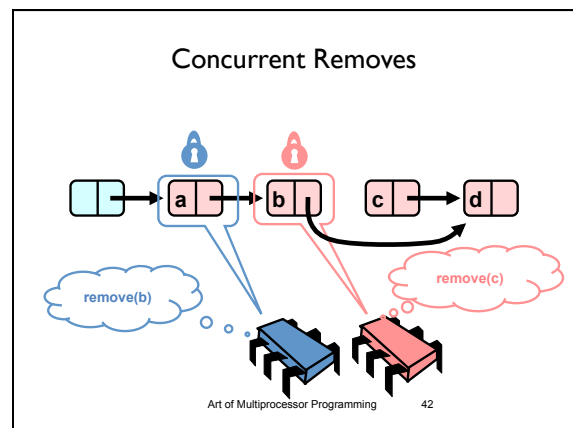 Concurrent Removes
a b c d
remove(b)
remove(c)
Art of Multiprocessor Programming 42